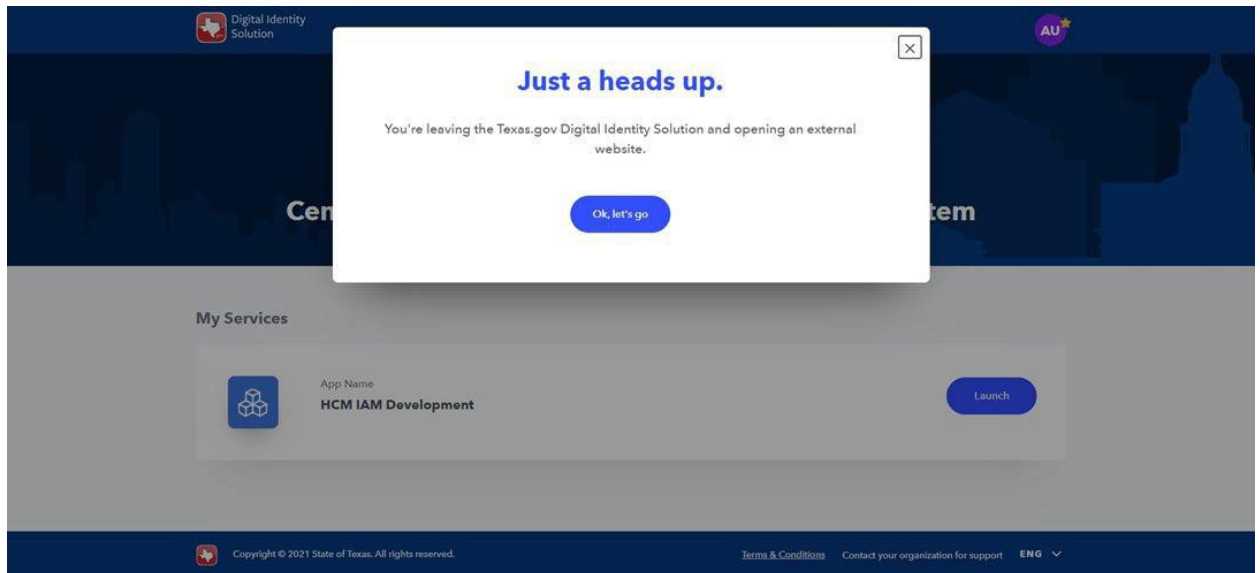 Digital Identity
Solution
AU
Just a heads up.
You're leaving the Texas.gov Digital Identity Solution and opening an external
website.
Ok, let's go
Cen
tem
My Services
App Name
HCM IAM Development
Launch
Copyright © 2021 State of Texas. All rights reserved.
Terms & Conditions
Contact your organization for support
ENG